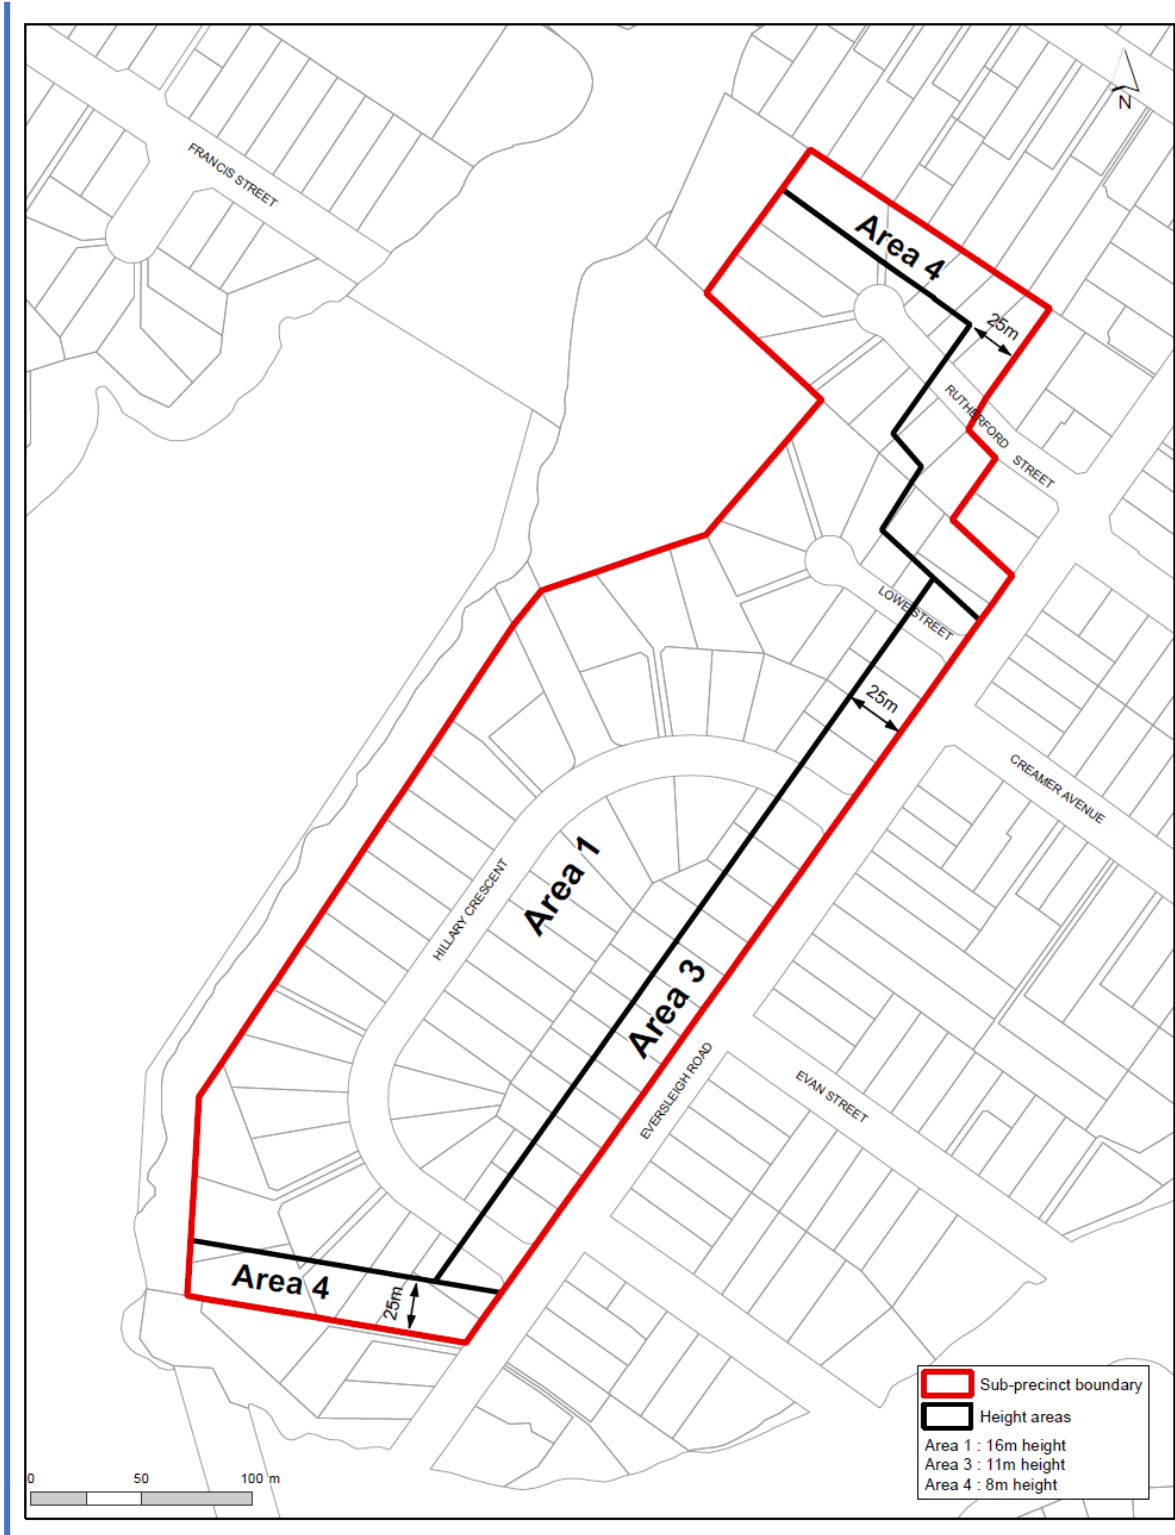 N
FRANCIS STREET
Area 4
25m
RUTHERFORD STREET
LOWE STREET
25m
CREAMER AVENUE
Area 1
HILLARY CRESCENT
Area 3
EVERSLEIGH ROAD
EVAN STREET
Area 4
25m
Sub-precinct boundary
Height areas
Area 1 : 16m height
Area 3 : 11m height
Area 4 : 8m height
0 50 100 m